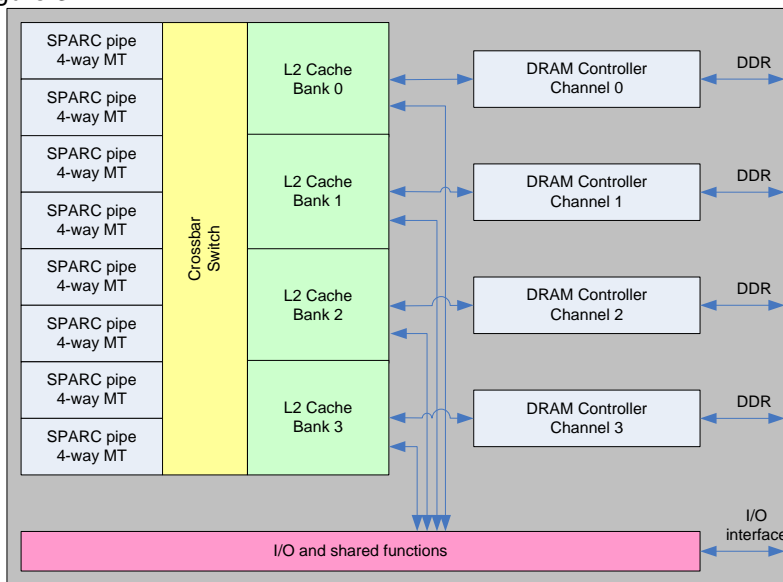 SPARC pipe
4-way MT
SPARC pipe
4-way MT
SPARC pipe
4-way MT
SPARC pipe
4-way MT
SPARC pipe
4-way MT
SPARC pipe
4-way MT
SPARC pipe
4-way MT
SPARC pipe
4-way MT
Crossbar
Switch
L2 Cache
Bank 0
L2 Cache
Bank 1
L2 Cache
Bank 2
L2 Cache
Bank 3
DRAM Controller
Channel 0
DDR
DRAM Controller
Channel 1
DDR
DRAM Controller
Channel 2
DDR
DRAM Controller
Channel 3
DDR
I/O
interface
I/O and shared functions